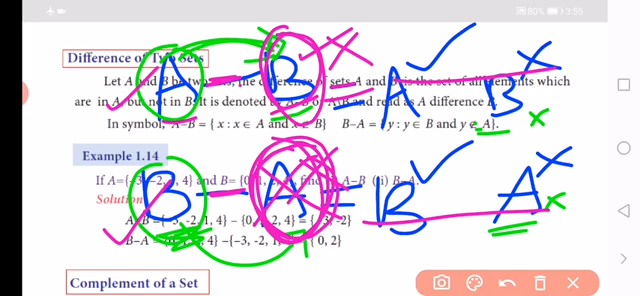 80% 3:55
Difference of Two Sets
A - B = A B
Let A and B be two sets, the difference of sets A and B is the set of all elements which
are in A, but not in B. It is denoted by A–B or A\B and read as A difference B.
In symbol, A–B = { x : x ∈ A and x ∉ B} B–A = { y : y ∈ B and y ∉ A}.
Example 1.14
If A={–3, –2, 1, 4} and B= {0, 1, 2, 4}, find (i) A–B (ii) B–A.
B - A = B A
Solution
A–B ={–3, -2, 1, 4} – {0, 1, 2, 4} = { –3, -2}
B–A = {0, 1, 2, 4} –{–3, -2, 1, 4} = { 0, 2}
Complement of a Set